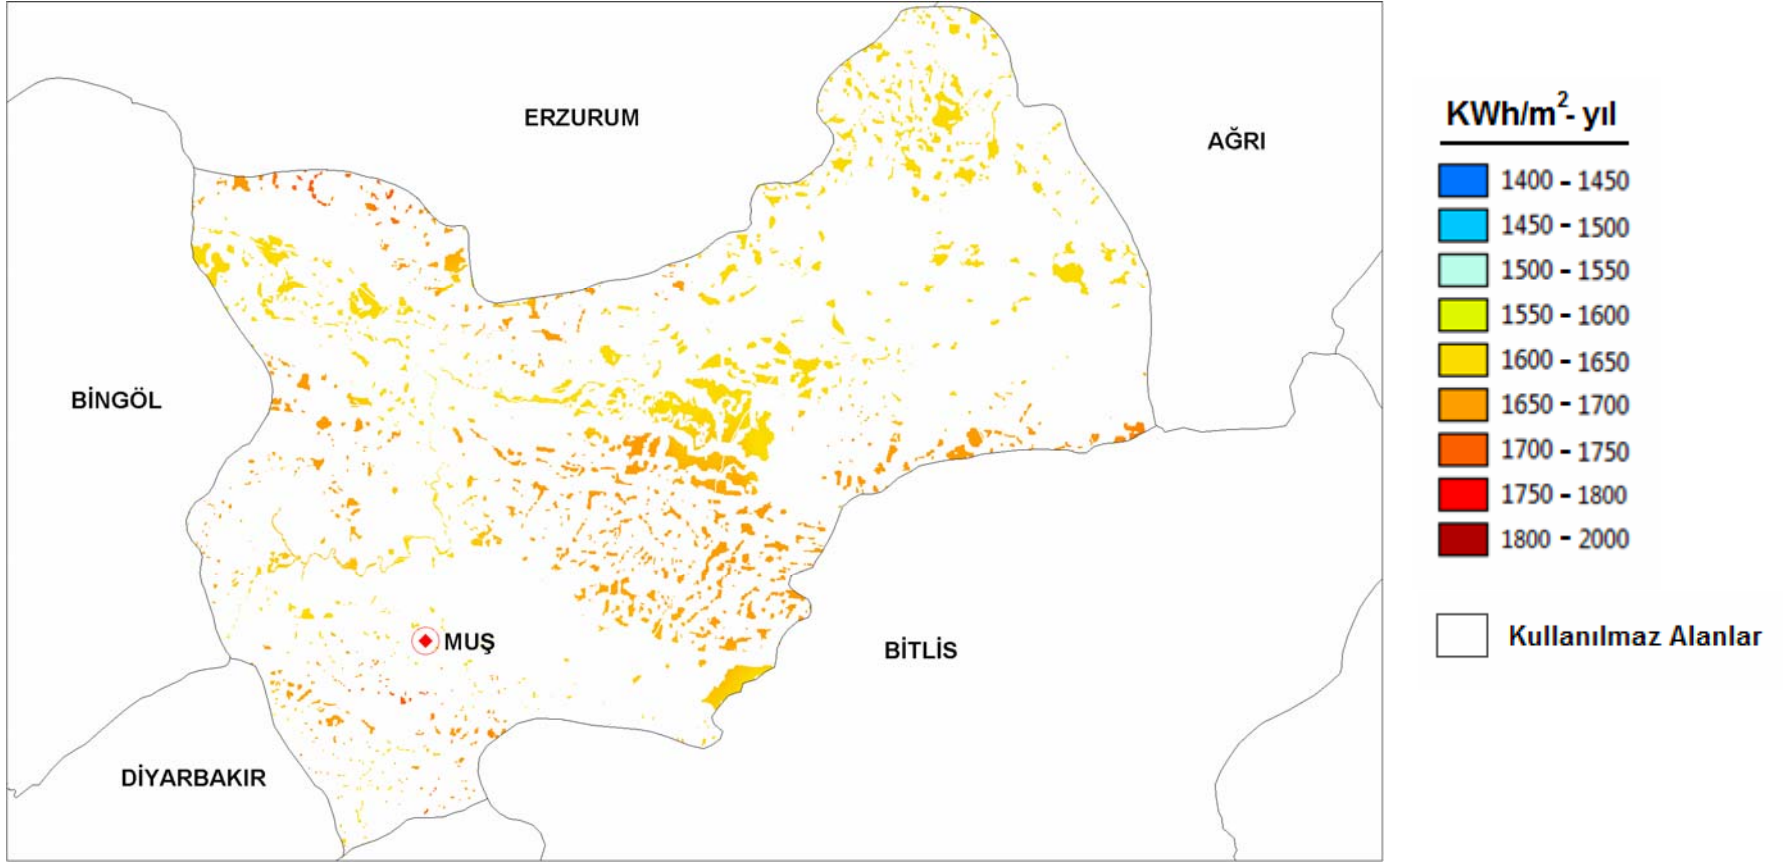 ERZURUM
AĞRI
BİNGÖL
MUŞ
BİTLİS
DİYARBAKIR
KWh/m²- yıl
1400 - 1450
1450 - 1500
1500 - 1550
1550 - 1600
1600 - 1650
1650 - 1700
1700 - 1750
1750 - 1800
1800 - 2000
Kullanılmaz Alanlar